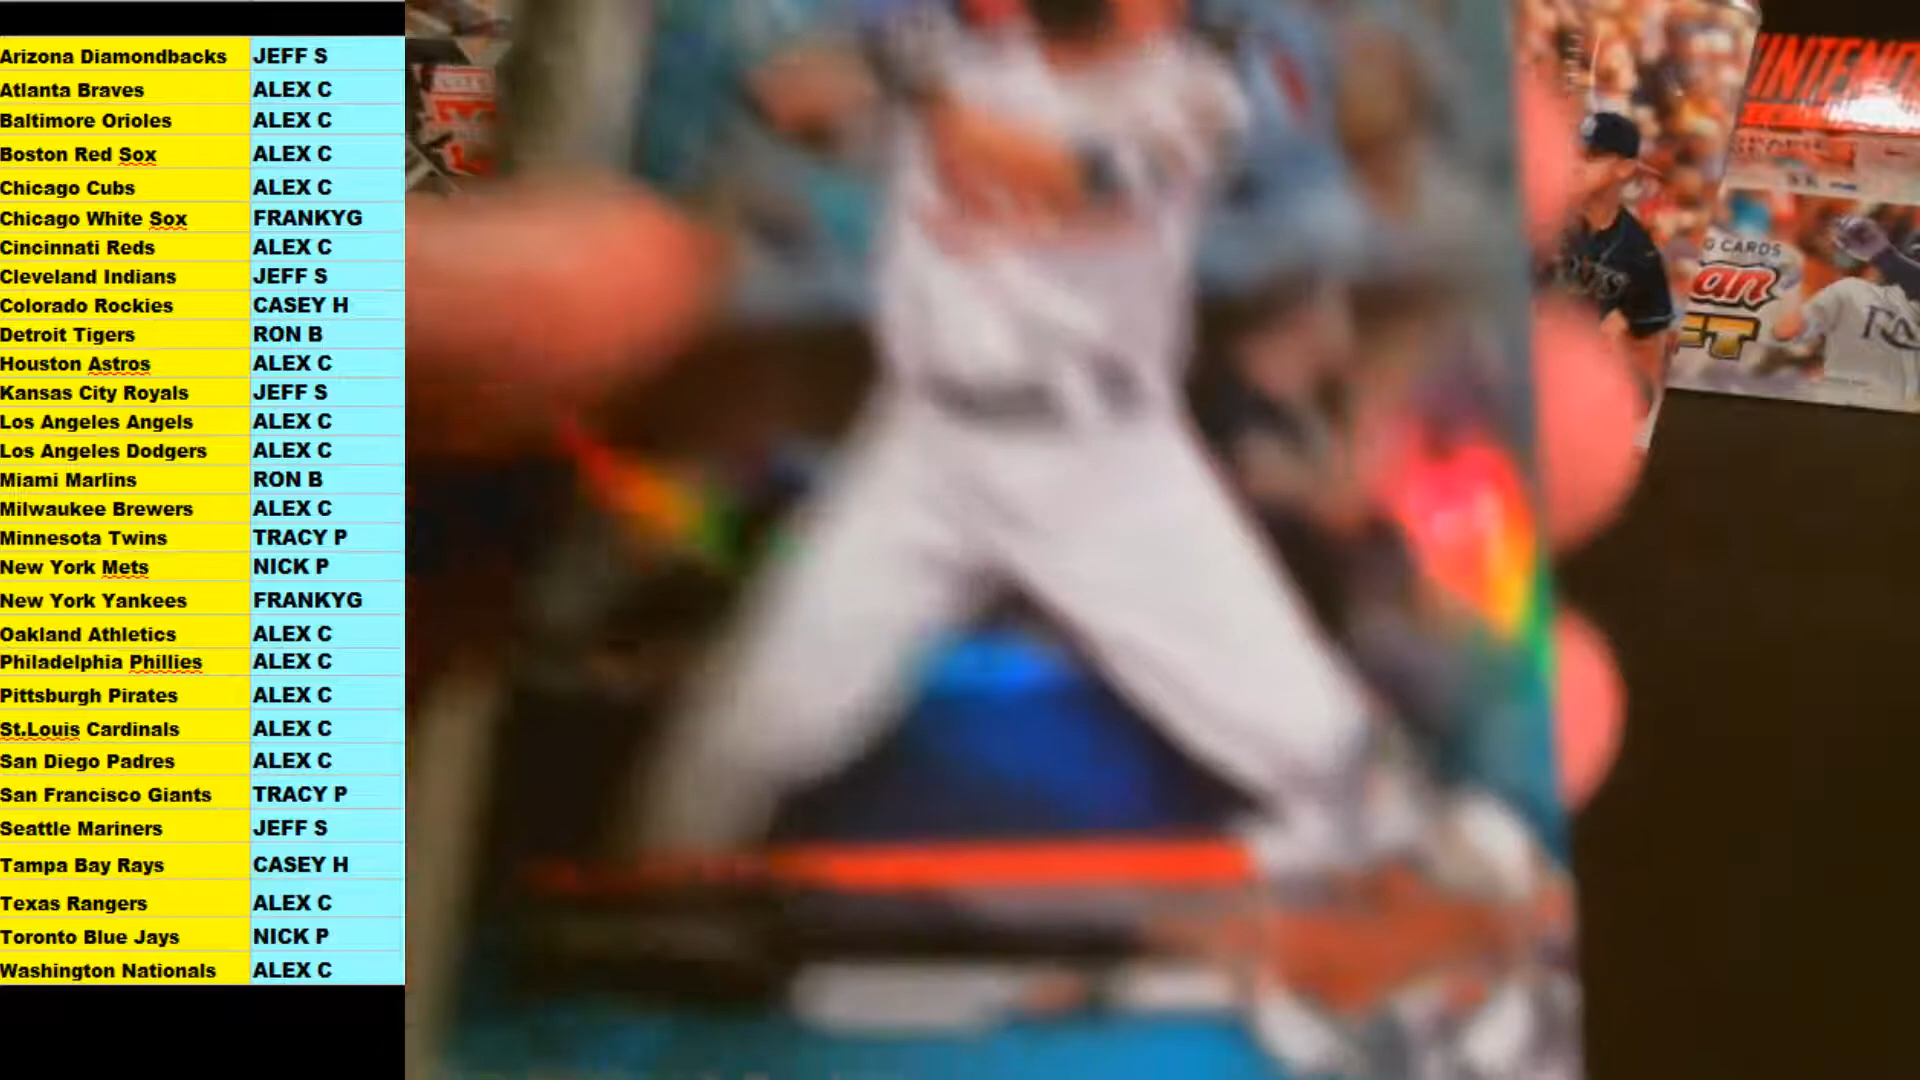 Arizona Diamondbacks JEFF S
Atlanta Braves ALEX C
Baltimore Orioles ALEX C
Boston Red Sox ALEX C
Chicago Cubs ALEX C
Chicago White Sox FRANKYG
Cincinnati Reds ALEX C
Cleveland Indians JEFF S
Colorado Rockies CASEY H
Detroit Tigers RON B
Houston Astros ALEX C
Kansas City Royals JEFF S
Los Angeles Angels ALEX C
Los Angeles Dodgers ALEX C
Miami Marlins RON B
Milwaukee Brewers ALEX C
Minnesota Twins TRACY P
New York Mets NICK P
New York Yankees FRANKYG
Oakland Athletics ALEX C
Philadelphia Phillies ALEX C
Pittsburgh Pirates ALEX C
St.Louis Cardinals ALEX C
San Diego Padres ALEX C
San Francisco Giants TRACY P
Seattle Mariners JEFF S
Tampa Bay Rays CASEY H
Texas Rangers ALEX C
Toronto Blue Jays NICK P
Washington Nationals ALEX C
INTEND
G CARDS
an